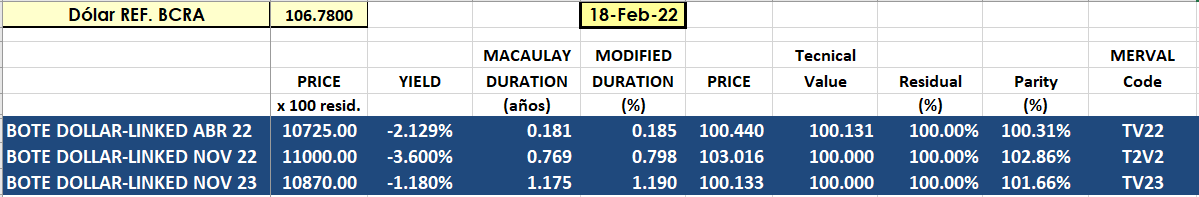 Dólar REF. BCRA 106.7800 18-Feb-22
MACAULAY MODIFIED Tecnical MERVAL
PRICE YIELD DURATION DURATION PRICE Value Residual Parity Code
x 100 resid. (años) (%) (%) (%)
BOTE DOLLAR-LINKED ABR 22 10725.00 -2.129% 0.181 0.185 100.440 100.131 100.00% 100.31% TV22
BOTE DOLLAR-LINKED NOV 22 11000.00 -3.600% 0.769 0.798 103.016 100.000 100.00% 102.86% T2V2
BOTE DOLLAR-LINKED NOV 23 10870.00 -1.180% 1.175 1.190 100.133 100.000 100.00% 101.66% TV23